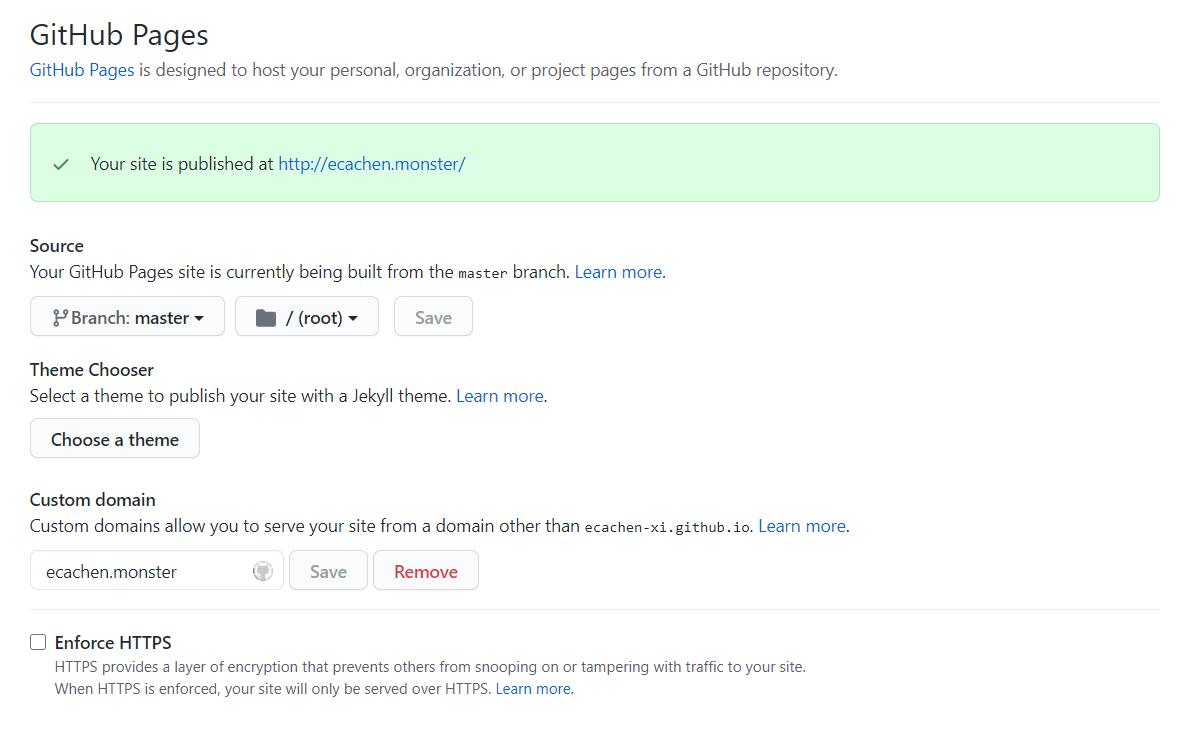 GitHub Pages
GitHub Pages is designed to host your personal, organization, or project pages from a GitHub repository.
Your site is published at http://ecachen.monster/
Source
Your GitHub Pages site is currently being built from the master branch. Learn more.
Branch: master / (root) Save
Theme Chooser
Select a theme to publish your site with a Jekyll theme. Learn more.
Choose a theme
Custom domain
Custom domains allow you to serve your site from a domain other than ecachen-xi.github.io. Learn more.
ecachen.monster Save Remove
Enforce HTTPS
HTTPS provides a layer of encryption that prevents others from snooping on or tampering with traffic to your site.
When HTTPS is enforced, your site will only be served over HTTPS. Learn more.